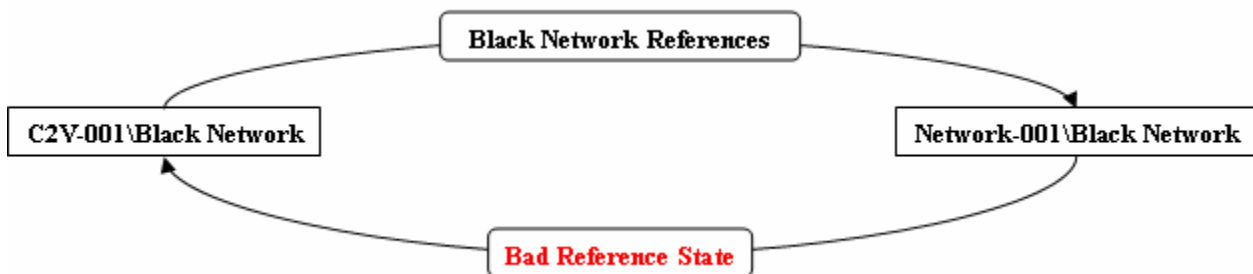 Black Network References
C2V-001\Black Network
Network-001\Black Network
Bad Reference State